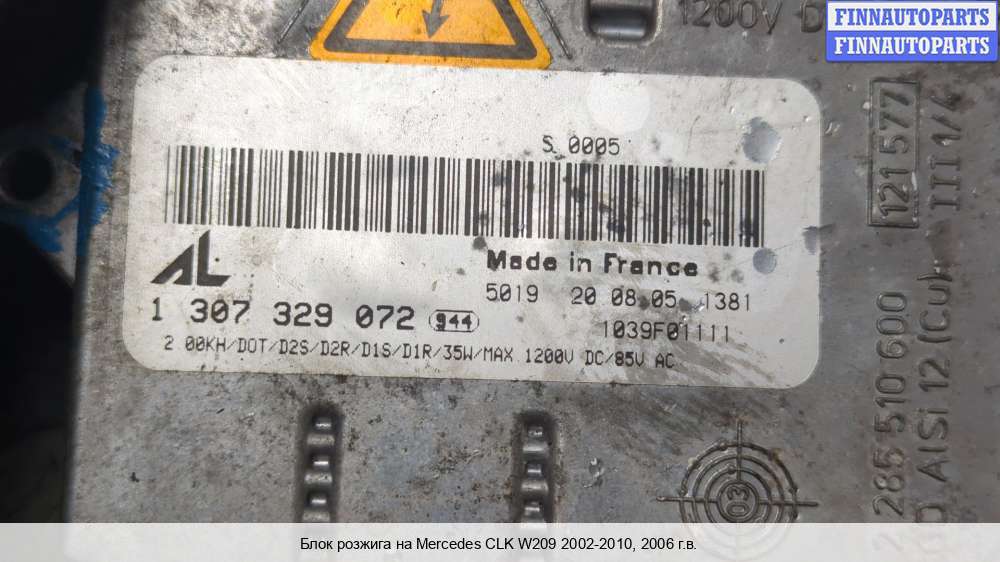 1200V D
FINNAUTOPARTS
FINNAUTOPARTS
S 0005
AL
Made in France
5019 20 08 05 1381
1 307 329 072 944
1039F01111
2.00KH/DOT/D2S/D2R/D1S/D1R/35W/MAX 1200V DC/85V AC
121 577
III 1/4
285 510 600
D AlSi 12 (Cu)
03
Блок розжига на Mercedes CLK W209 2002-2010, 2006 г.в.